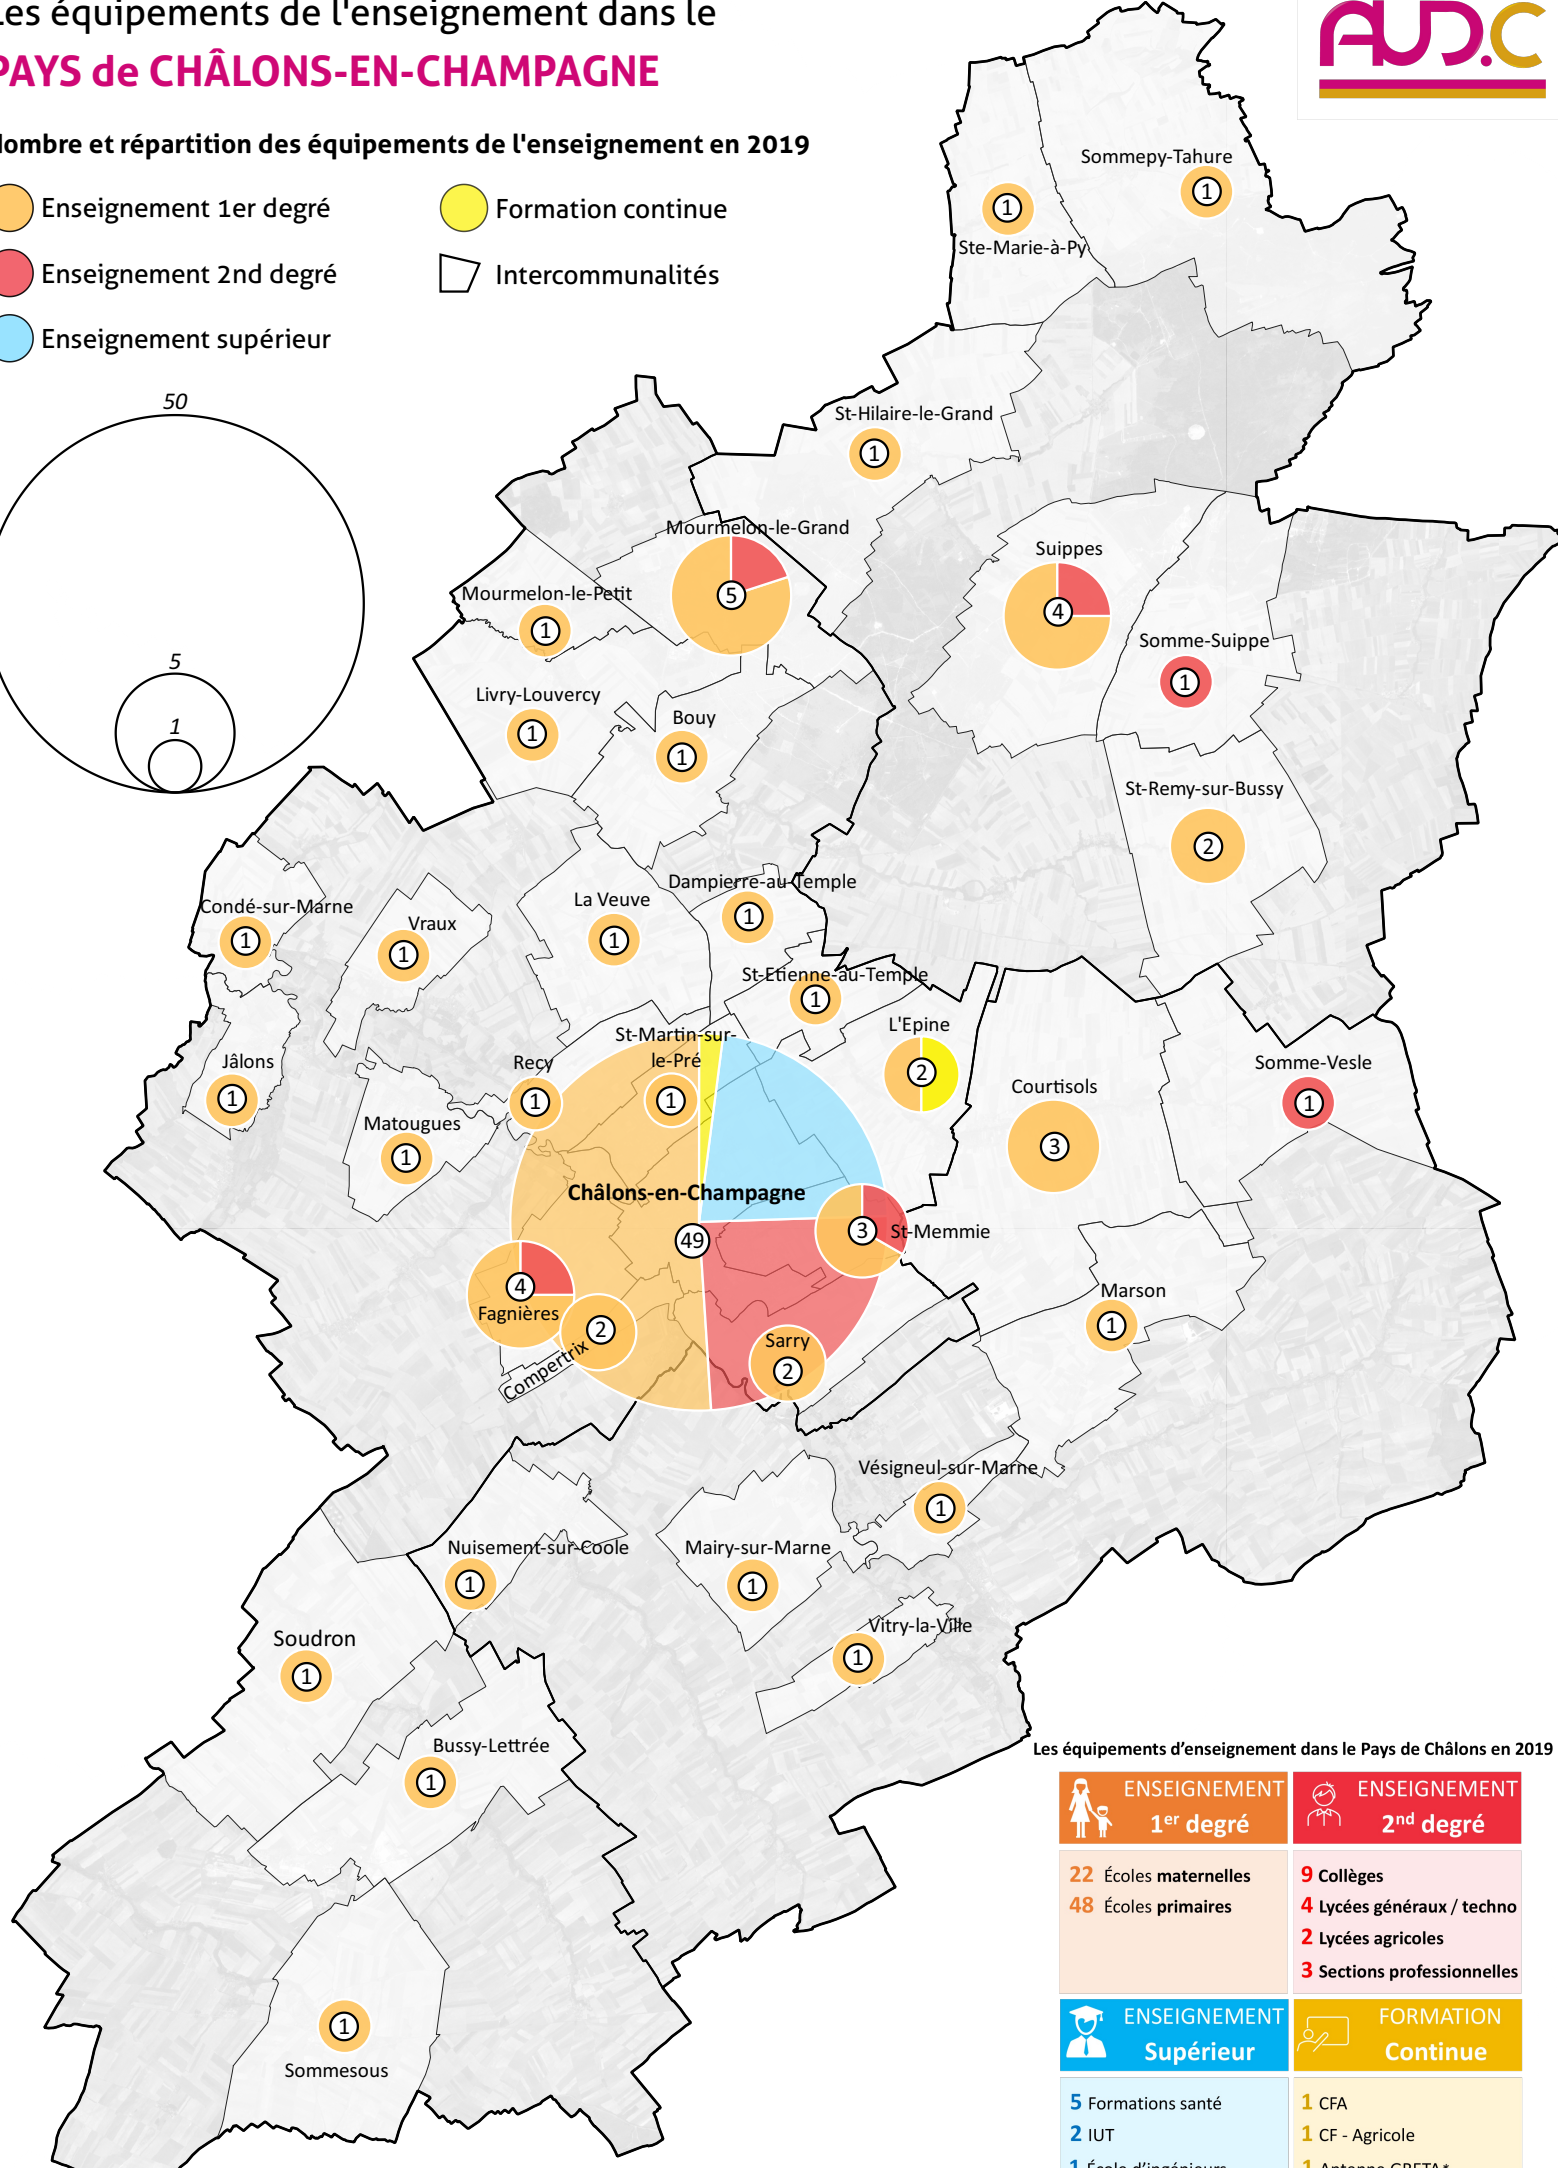 Les équipements de l'enseignement dans le
PAYS de CHÂLONS-EN-CHAMPAGNE
AUD.C
Nombre et répartition des équipements de l'enseignement en 2019
Enseignement 1er degré
Formation continue
Enseignement 2nd degré
Intercommunalités
Enseignement supérieur
50
5
1
Sommepy-Tahure
1
1
Ste-Marie-à-Py
St-Hilaire-le-Grand
1
Mourmelon-le-Grand
5
Suippes
4
Mourmelon-le-Petit
1
Somme-Suippe
1
Livry-Louvercy
1
Bouy
1
St-Remy-sur-Bussy
2
Dampierre-au-Temple
1
La Veuve
1
Condé-sur-Marne
1
Vraux
1
St-Etienne-au-Temple
1
L'Epine
2
St-Martin-sur-
le-Pré
1
Recy
1
Jâlons
1
Matougues
1
Courtisols
3
Somme-Vesle
1
Châlons-en-Champagne
49
3
St-Memmie
4
Fagnières
2
Compertrix
Sarry
2
Marson
1
Vésigneul-sur-Marne
1
Nuisement-sur-Coole
1
Mairy-sur-Marne
1
Vitry-la-Ville
1
Soudron
1
Bussy-Lettrée
1
1
Sommesous
Les équipements d'enseignement dans le Pays de Châlons en 2019
ENSEIGNEMENT
1er degré
22 Écoles maternelles
48 Écoles primaires
ENSEIGNEMENT
2nd degré
9 Collèges
4 Lycées généraux / techno
2 Lycées agricoles
3 Sections professionnelles
ENSEIGNEMENT
Supérieur
5 Formations santé
2 IUT
1 École d'ingénieurs
FORMATION
Continue
1 CFA
1 CF - Agricole
1 Antenne GRETA*